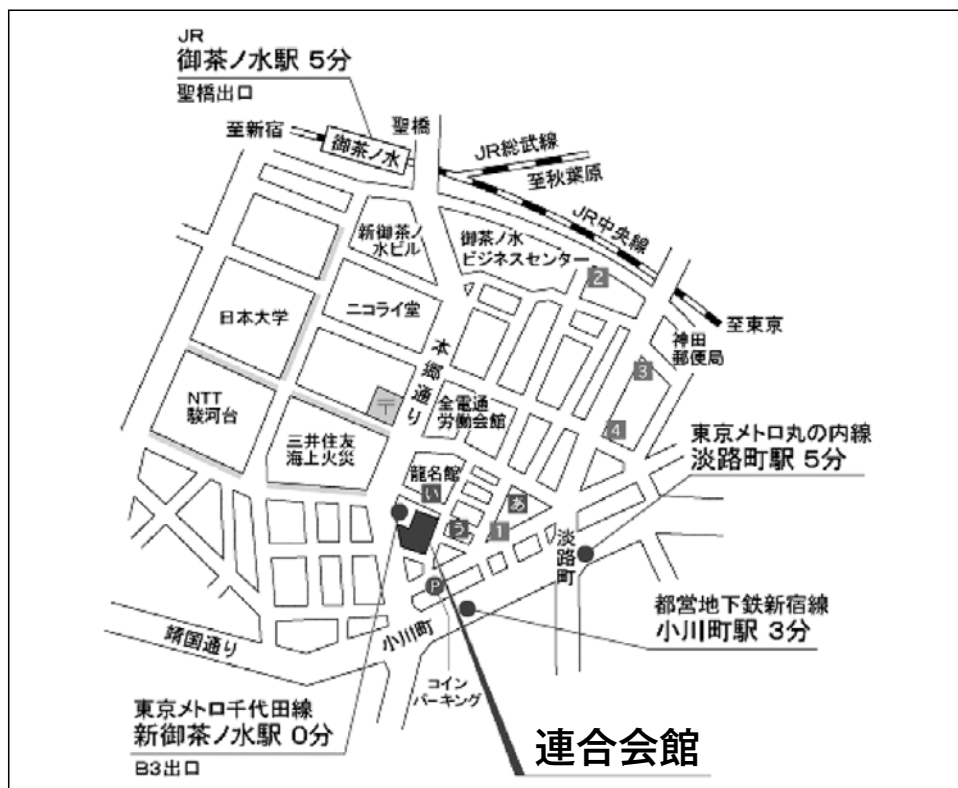 JR
御茶ノ水駅 5分
聖橋出口
聖橋
至新宿
御茶ノ水
JR総武線
至秋葉原
JR中央線
新御茶ノ
水ビル
御茶ノ水
ビジネスセンター
2
日本大学
ニコライ堂
至東京
神田
郵便局
本郷通り
3
NTT
駿河台
〒
全電通
労働会館
4
三井住友
海上火災
東京メトロ丸の内線
淡路町駅 5分
龍名館
い
あ
う
1
淡路町
P
都営地下鉄新宿線
小川町駅 3分
靖国通り
小川町
コイン
パーキング
東京メトロ千代田線
新御茶ノ水駅 0分
B3出口
連合会館